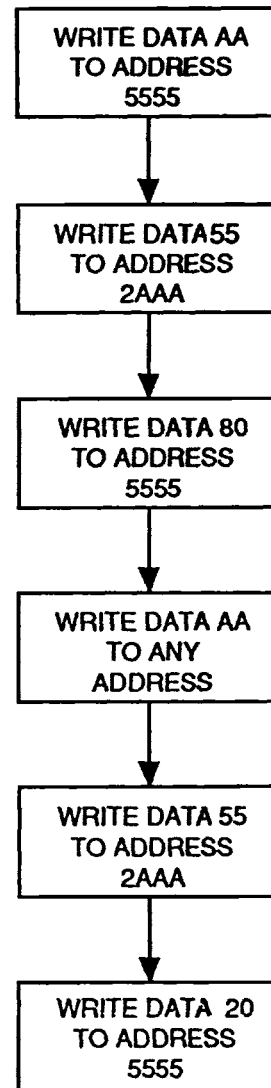 WRITE DATA AA
TO ADDRESS
5555
WRITE DATA55
TO ADDRESS
2AAA
WRITE DATA 80
TO ADDRESS
5555
WRITE DATA AA
TO ANY
ADDRESS
WRITE DATA 55
TO ADDRESS
2AAA
WRITE DATA 20
TO ADDRESS
5555